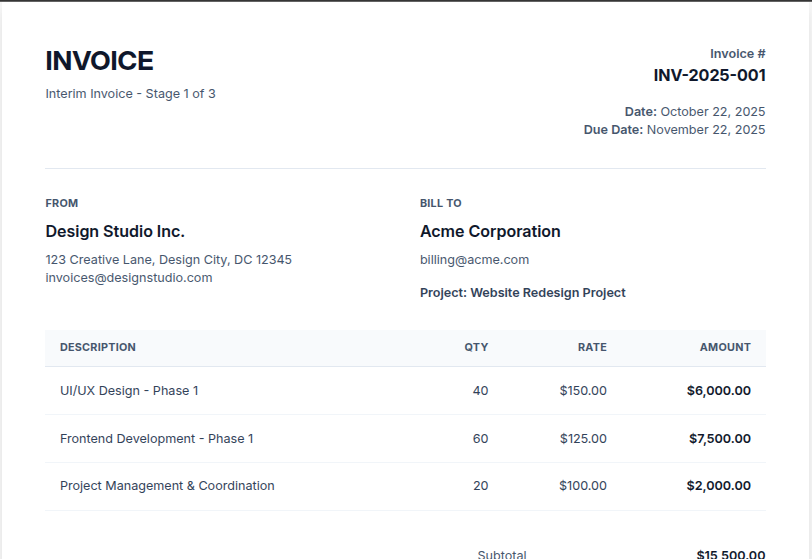 INVOICE
Interim Invoice - Stage 1 of 3
Invoice #
INV-2025-001
Date: October 22, 2025
Due Date: November 22, 2025
FROM
Design Studio Inc.
123 Creative Lane, Design City, DC 12345
invoices@designstudio.com
BILL TO
Acme Corporation
billing@acme.com
Project: Website Redesign Project
DESCRIPTION QTY RATE AMOUNT
UI/UX Design - Phase 1 40 $150.00 $6,000.00
Frontend Development - Phase 1 60 $125.00 $7,500.00
Project Management & Coordination 20 $100.00 $2,000.00
Subtotal $15,500.00